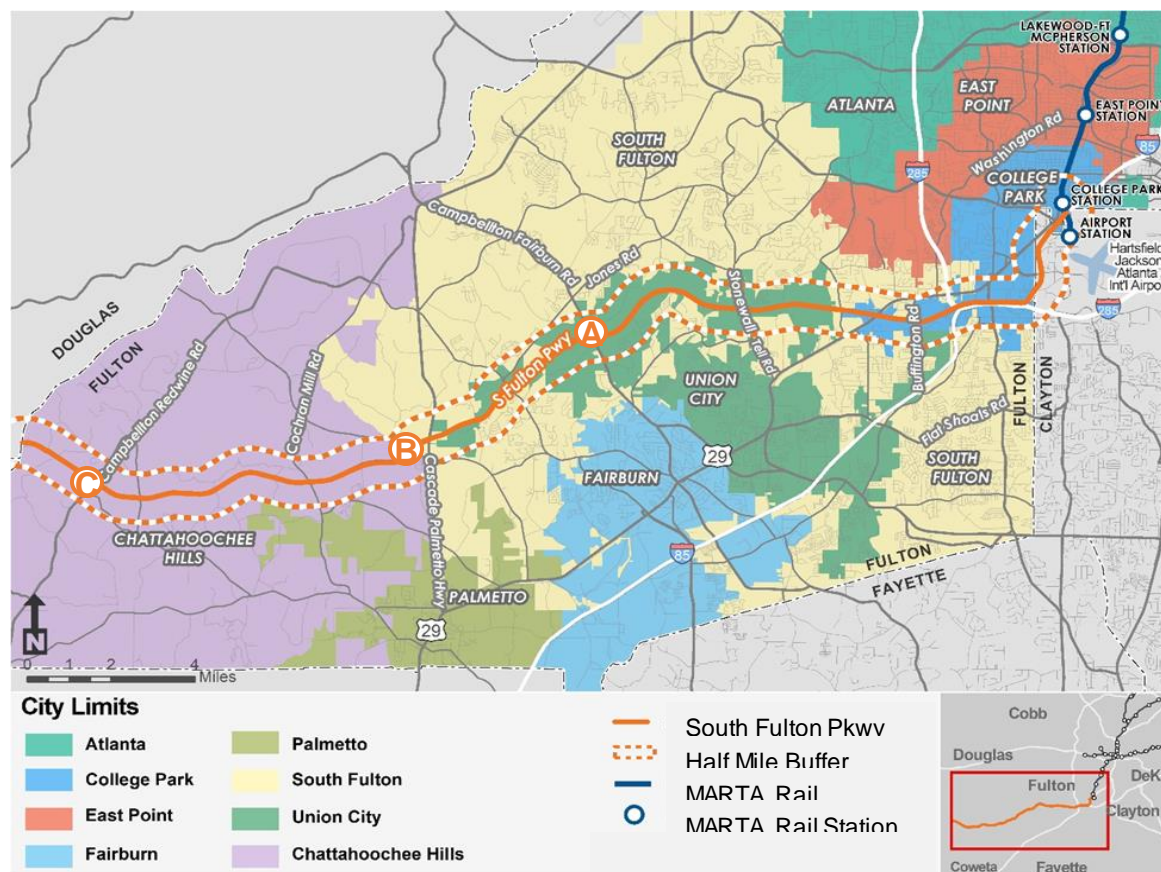 LAKEWOOD-FT
MCPHERSON
STATION
EAST
POINT
ATLANTA
EAST POINT
STATION
Washington Rd
SOUTH
FULTON
85
285
COLLEGE
PARK
COLLEGE PARK
STATION
AIRPORT
STATION
Campbellton Fairburn Rd
Jones Rd
Hartsfield
Jackson
Atlanta
Int'l Airpo
Stonewall Tell Rd
285
DOUGLAS
FULTON
A
S Fulton Pwy
Buffington Rd
FULTON
CLAYTON
Campbellton Redwine Rd
Cochran Mill Rd
UNION
CITY
B
Flat Shoals Rd
C
Cascade Palmetto Hwy
29
FAIRBURN
SOUTH
FULTON
CHATTAHOOCHEE
HILLS
85
FULTON
FAYETTE
PALMETTO
29
N
0 1 2 4
Miles
City Limits
Atlanta
College Park
East Point
Fairburn
Palmetto
South Fulton
Union City
Chattahoochee Hills
South Fulton Pkwy
Half Mile Buffer
MARTA Rail
MARTA Rail Station
Cobb
Douglas
DeK
Fulton
Clayton
Coweta
Fayette